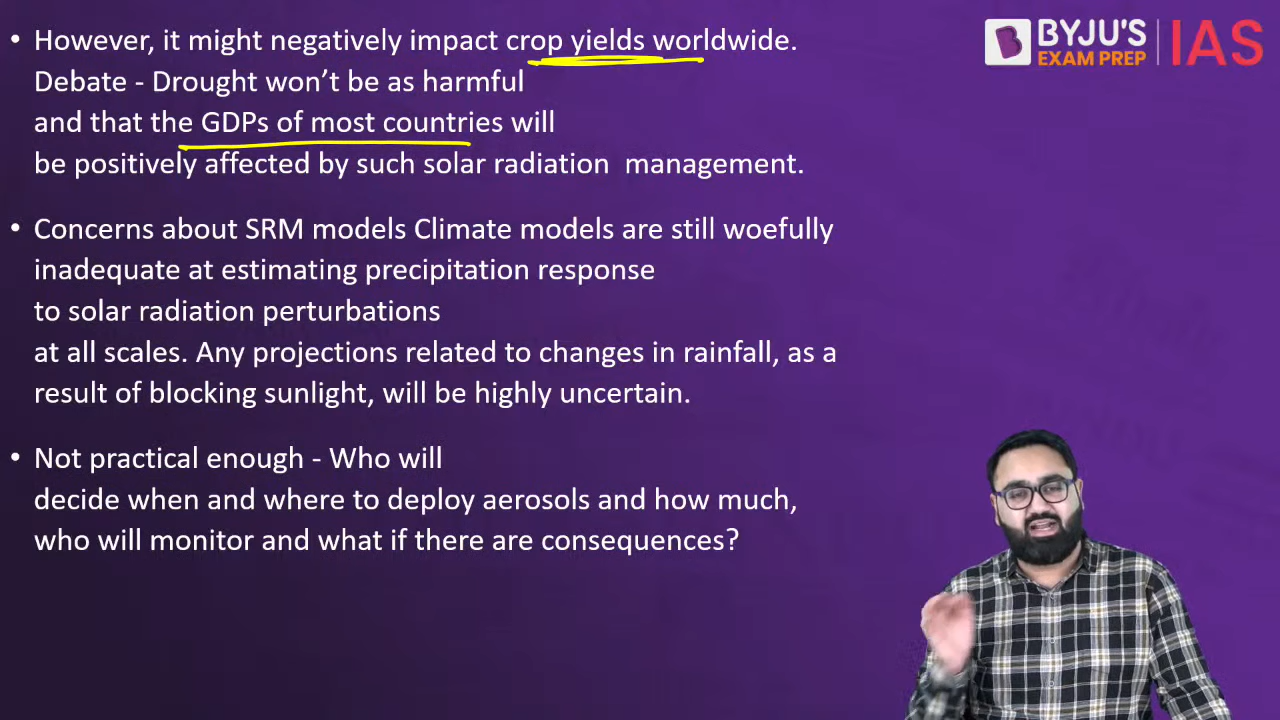 • However, it might negatively impact crop yields worldwide.
Debate - Drought won’t be as harmful
and that the GDPs of most countries will
be positively affected by such solar radiation  management.
• Concerns about SRM models Climate models are still woefully
inadequate at estimating precipitation response
to solar radiation perturbations
at all scales. Any projections related to changes in rainfall, as a
result of blocking sunlight, will be highly uncertain.
• Not practical enough - Who will
decide when and where to deploy aerosols and how much,
who will monitor and what if there are consequences?
BYJU'S
EXAM PREP
IAS